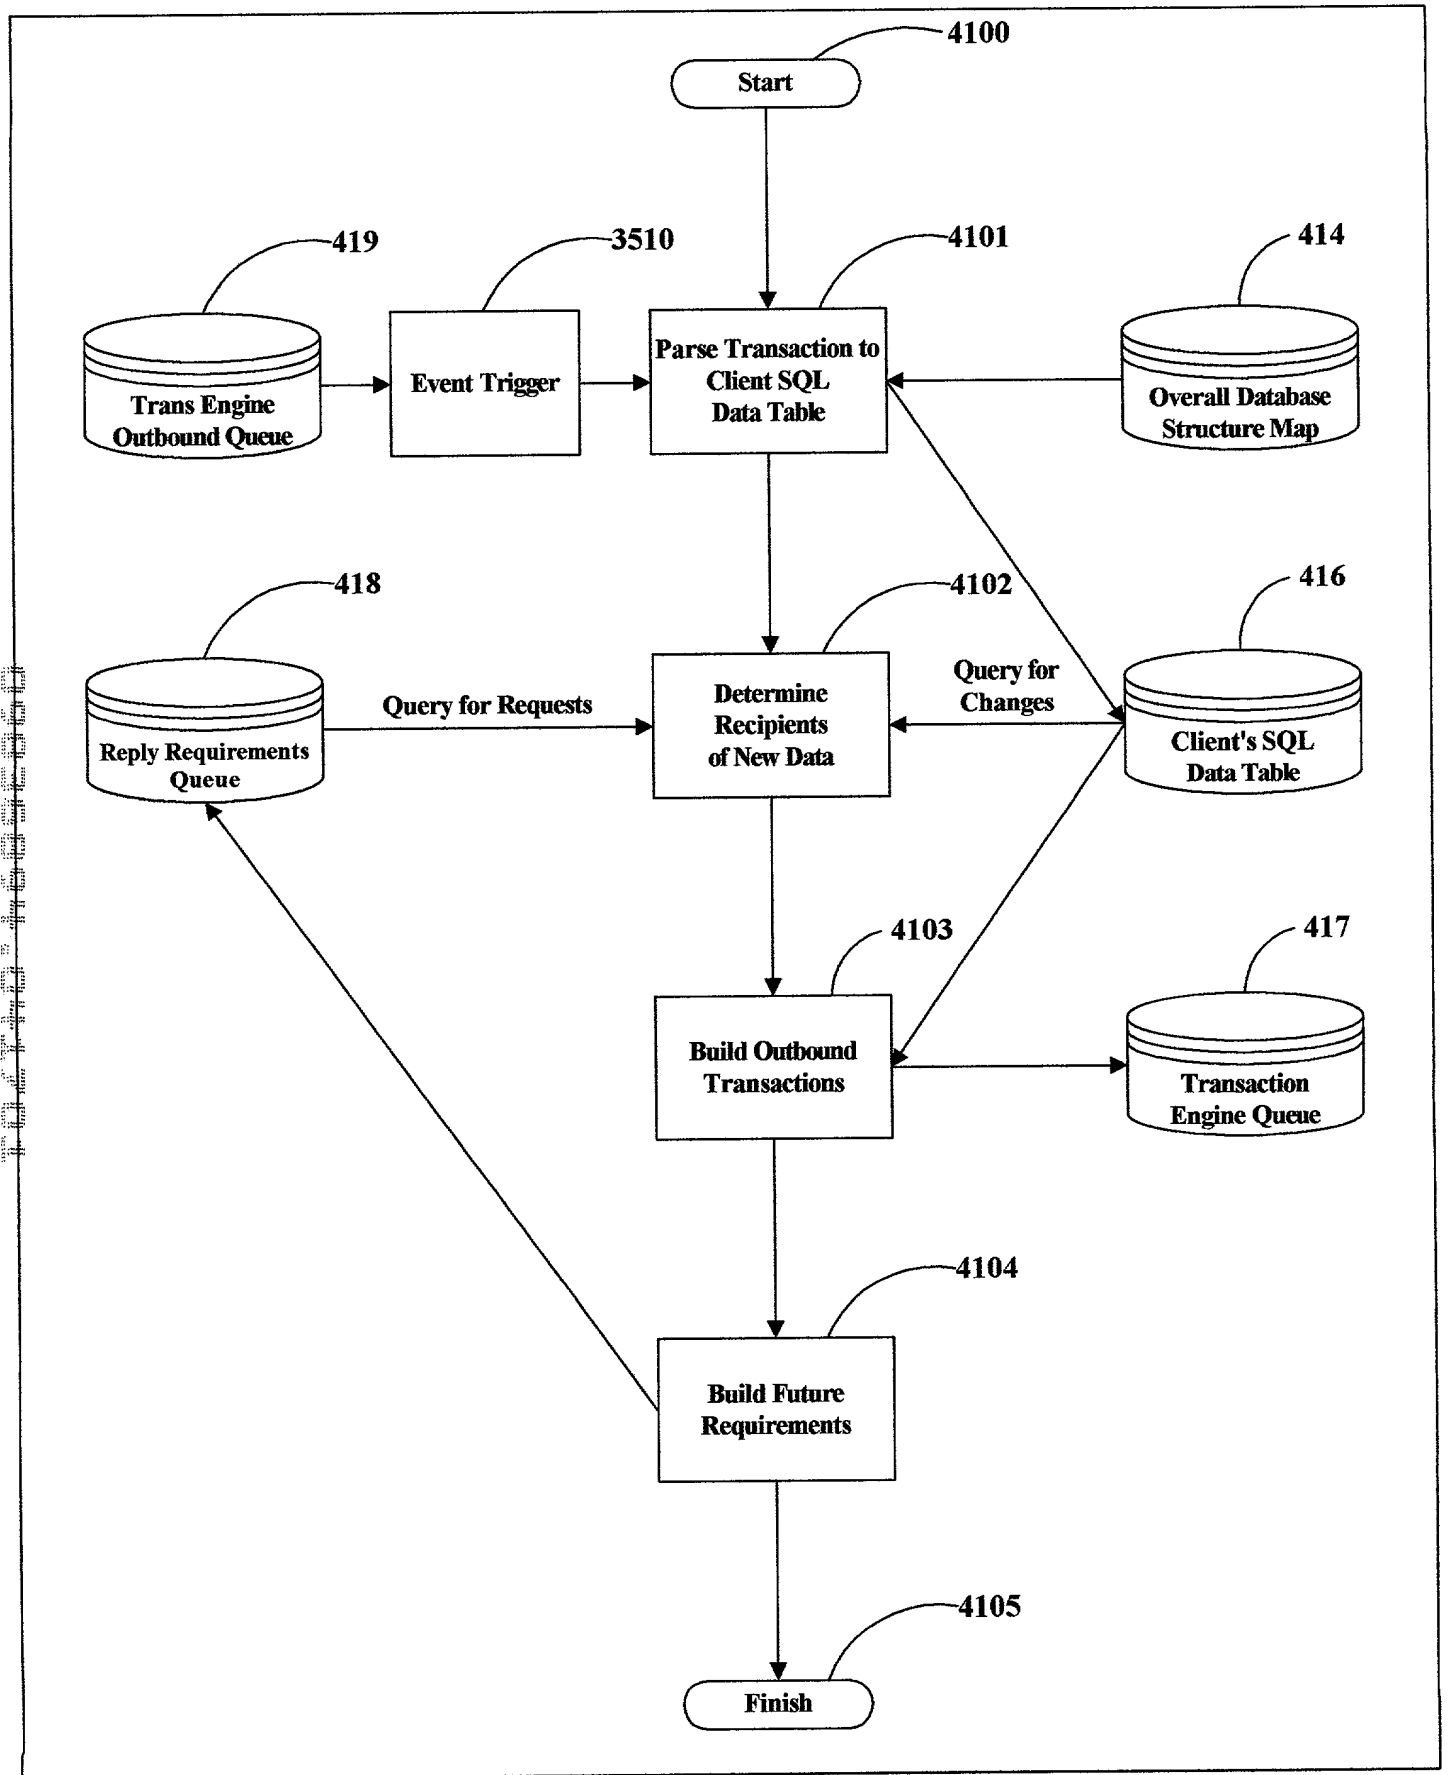 4100
Start
419
3510
4101
414
Trans Engine
Outbound Queue
Event Trigger
Parse Transaction to
Client SQL
Data Table
Overall Database
Structure Map
418
4102
416
Reply Requirements
Queue
Query for Requests
Determine
Recipients
of New Data
Query for
Changes
Client's SQL
Data Table
4103
417
Build Outbound
Transactions
Transaction
Engine Queue
4104
Build Future
Requirements
4105
Finish